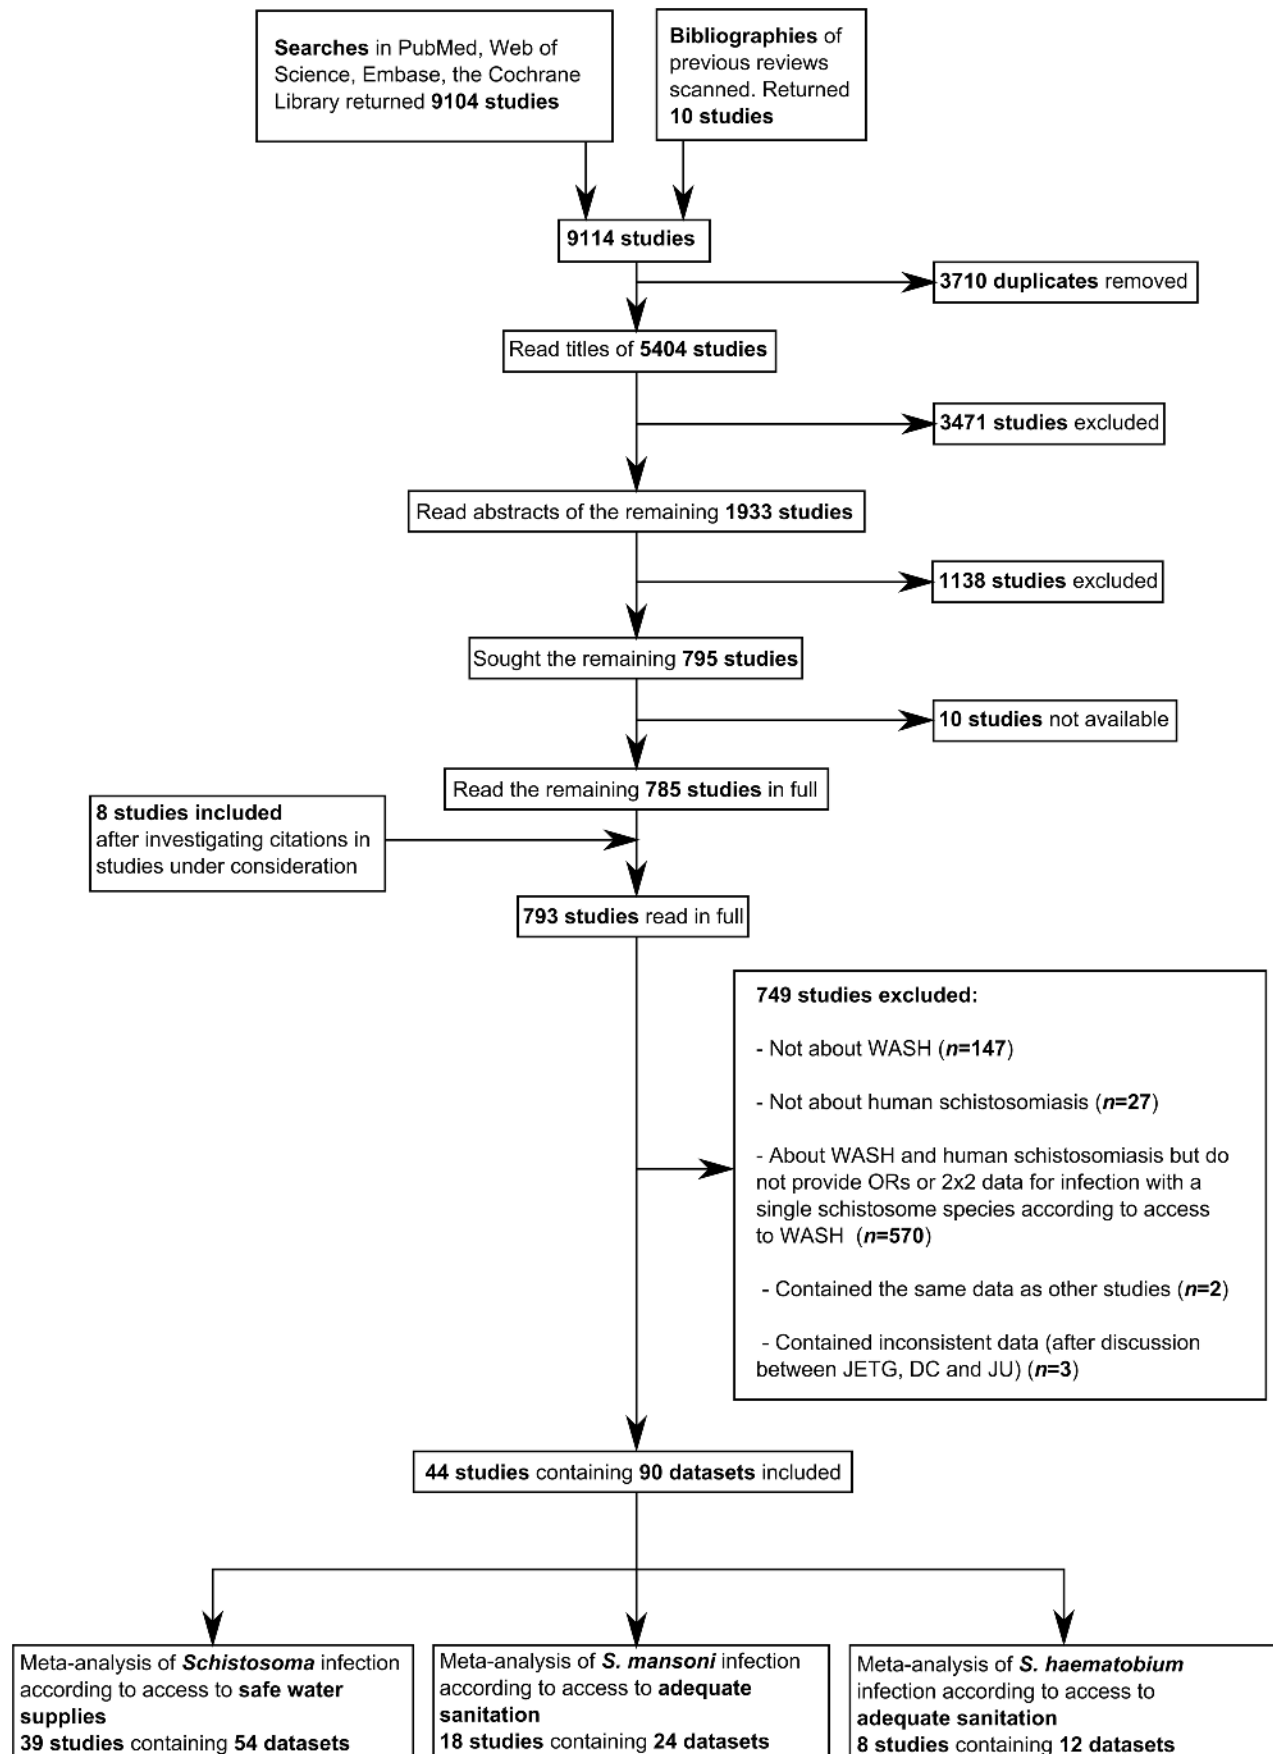 Searches in PubMed, Web of
Science, Embase, the Cochrane
Library returned 9104 studies
Bibliographies of
previous reviews
scanned. Returned
10 studies
9114 studies
3710 duplicates removed
Read titles of 5404 studies
3471 studies excluded
Read abstracts of the remaining 1933 studies
1138 studies excluded
Sought the remaining 795 studies
10 studies not available
Read the remaining 785 studies in full
8 studies included
after investigating citations in
studies under consideration
793 studies read in full
749 studies excluded:
- Not about WASH (n=147)
- Not about human schistosomiasis (n=27)
- About WASH and human schistosomiasis but do
not provide ORs or 2x2 data for infection with a
single schistosome species according to access
to WASH (n=570)
- Contained the same data as other studies (n=2)
- Contained inconsistent data (after discussion
between JETG, DC and JU) (n=3)
44 studies containing 90 datasets included
Meta-analysis of Schistosoma infection
according to access to safe water
supplies
39 studies containing 54 datasets
Meta-analysis of S. mansoni infection
according to access to adequate
sanitation
18 studies containing 24 datasets
Meta-analysis of S. haematobium
infection according to access to
adequate sanitation
8 studies containing 12 datasets